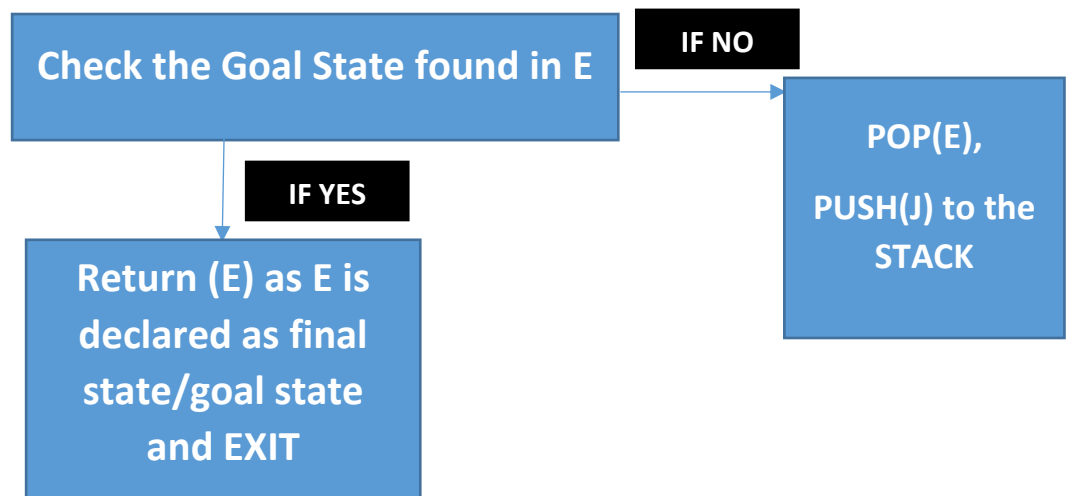 Check the Goal State found in E
IF NO
POP(E),
PUSH(J) to the
STACK
IF YES
Return (E) as E is
declared as final
state/goal state
and EXIT